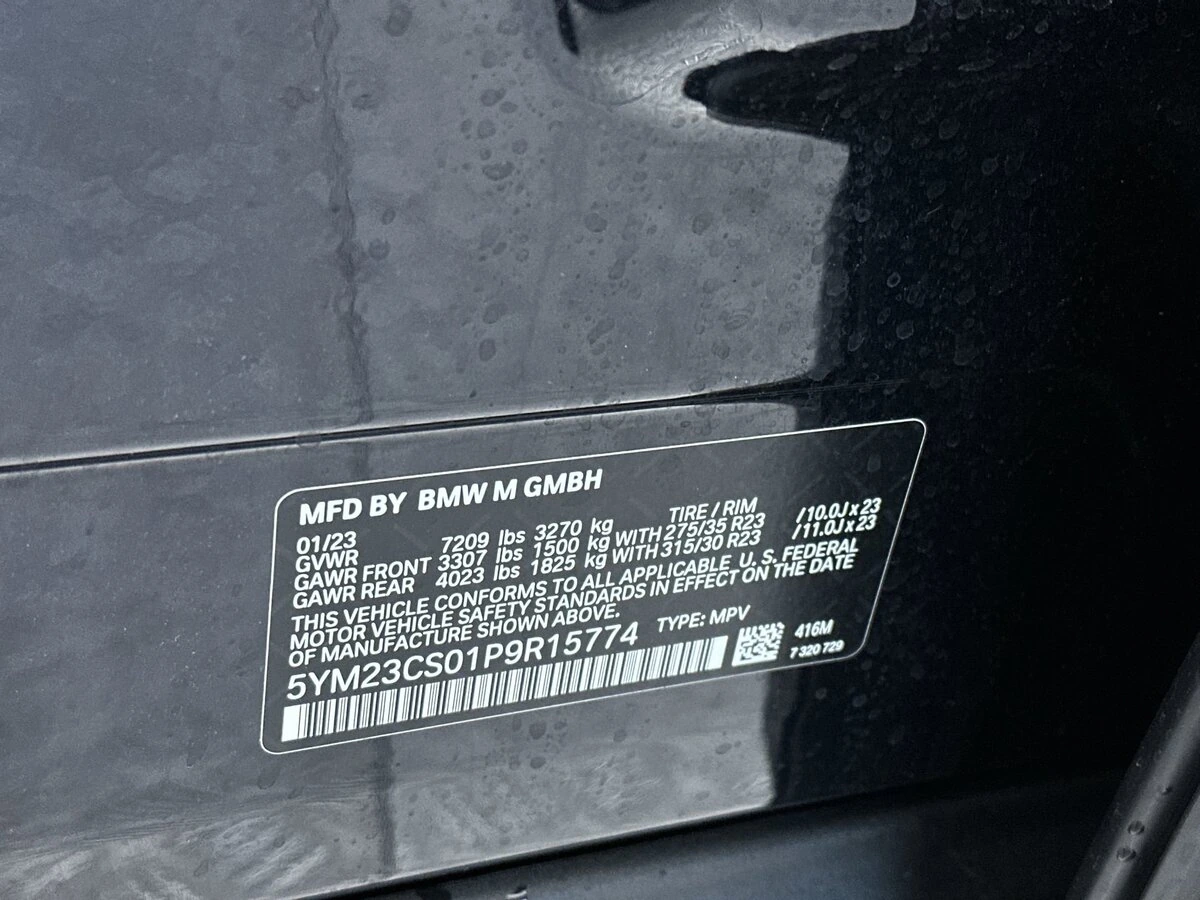 MFD BY BMW M GMBH
01/23 TIRE / RIM
GVWR 7209 lbs 3270 kg
GAWR FRONT 3307 lbs 1500 kg WITH 275/35 R23 /10.0J x 23
GAWR REAR 4023 lbs 1825 kg WITH 315/30 R23 /11.0J x 23
THIS VEHICLE CONFORMS TO ALL APPLICABLE U. S. FEDERAL
MOTOR VEHICLE SAFETY STANDARDS IN EFFECT ON THE DATE
OF MANUFACTURE SHOWN ABOVE.
5YM23CS01P9R15774 TYPE: MPV
416M
7 320 729